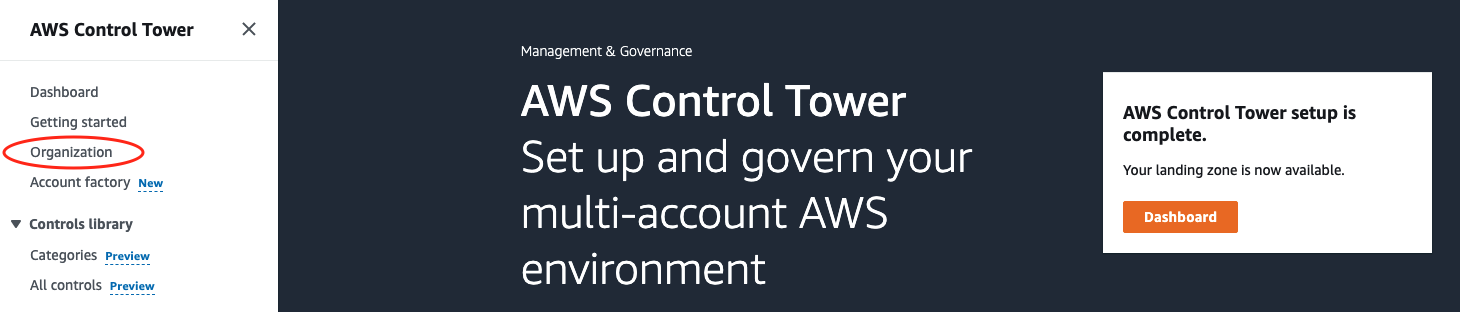 AWS Control Tower
Dashboard
Getting started
Organization
Account factory New
Controls library
Categories Preview
All controls Preview
Management & Governance
AWS Control Tower
Set up and govern your
multi-account AWS
environment
AWS Control Tower setup is
complete.
Your landing zone is now available.
Dashboard